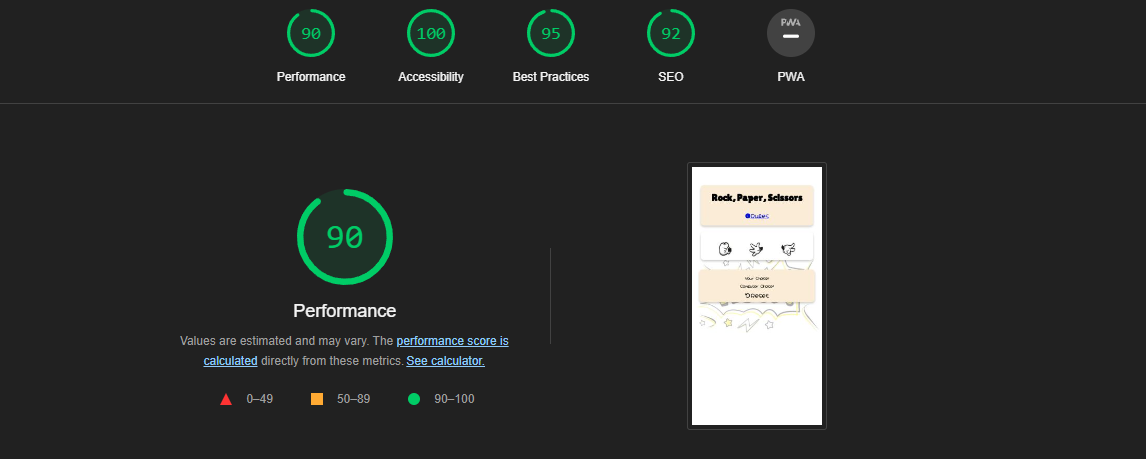 90
100
95
92
PWA
Performance
Accessibility
Best Practices
SEO
PWA
90
Performance
Values are estimated and may vary. The performance score is
calculated directly from these metrics. See calculator.
0–49
50–89
90–100
Rock, Paper, Scissors
Rules
Your Choice:
Computer Choice:
Reset